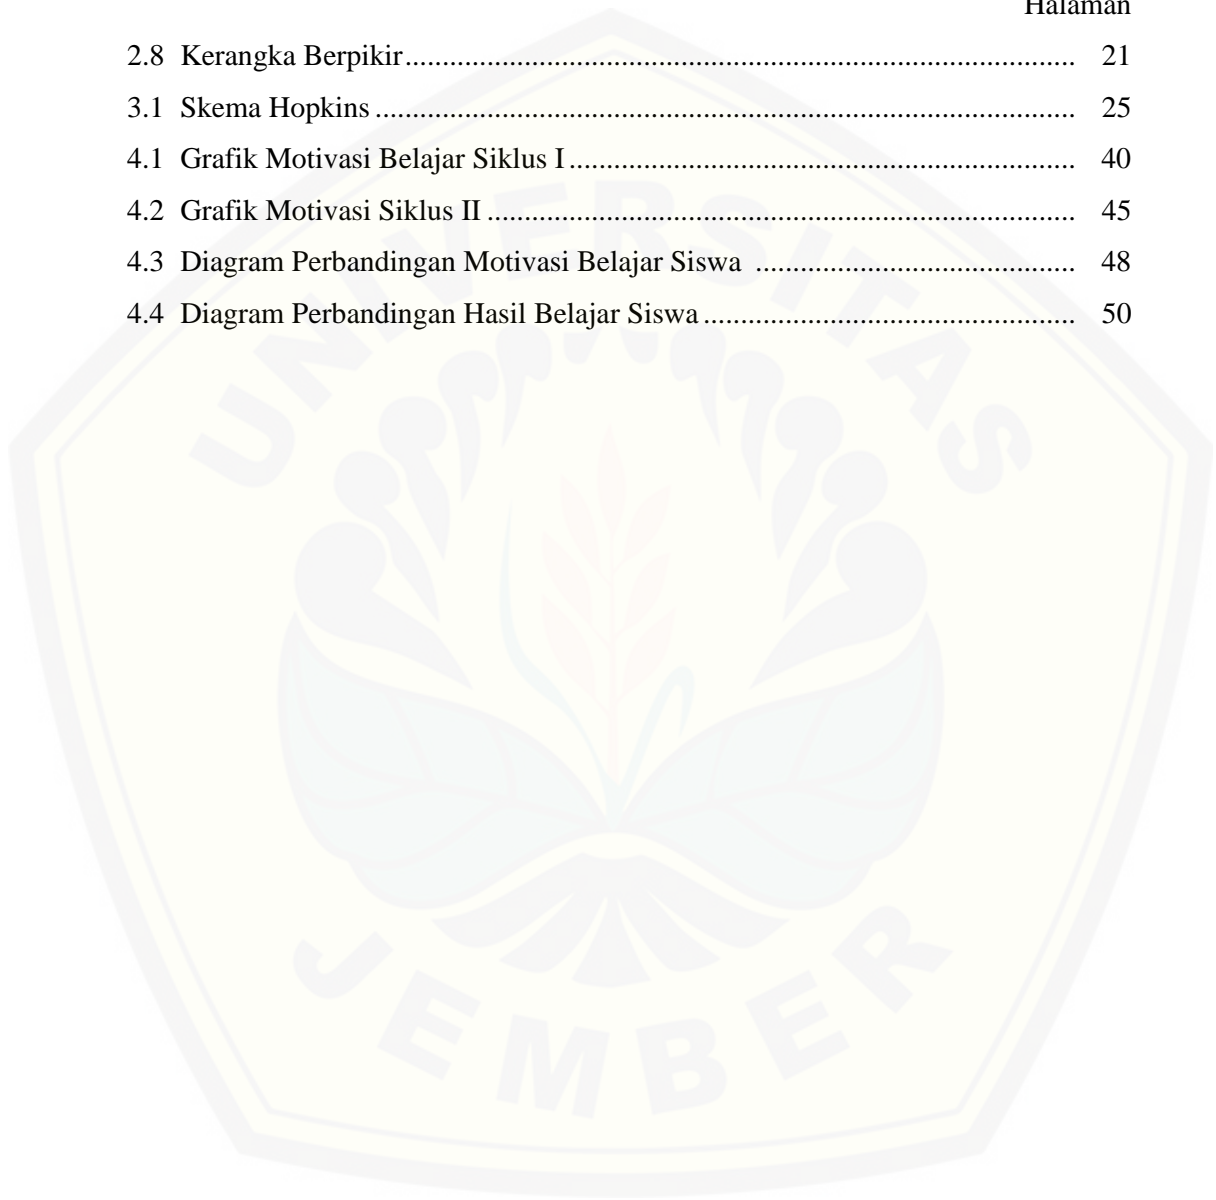 Halaman
2.8 Kerangka Berpikir........................................................................................ 21
3.1 Skema Hopkins ............................................................................................ 25
4.1 Grafik Motivasi Belajar Siklus I.................................................................. 40
4.2 Grafik Motivasi Siklus II ............................................................................. 45
4.3 Diagram Perbandingan Motivasi Belajar Siswa .......................................... 48
4.4 Diagram Perbandingan Hasil Belajar Siswa ................................................. 50
UNIVERSITAS
JEMBER